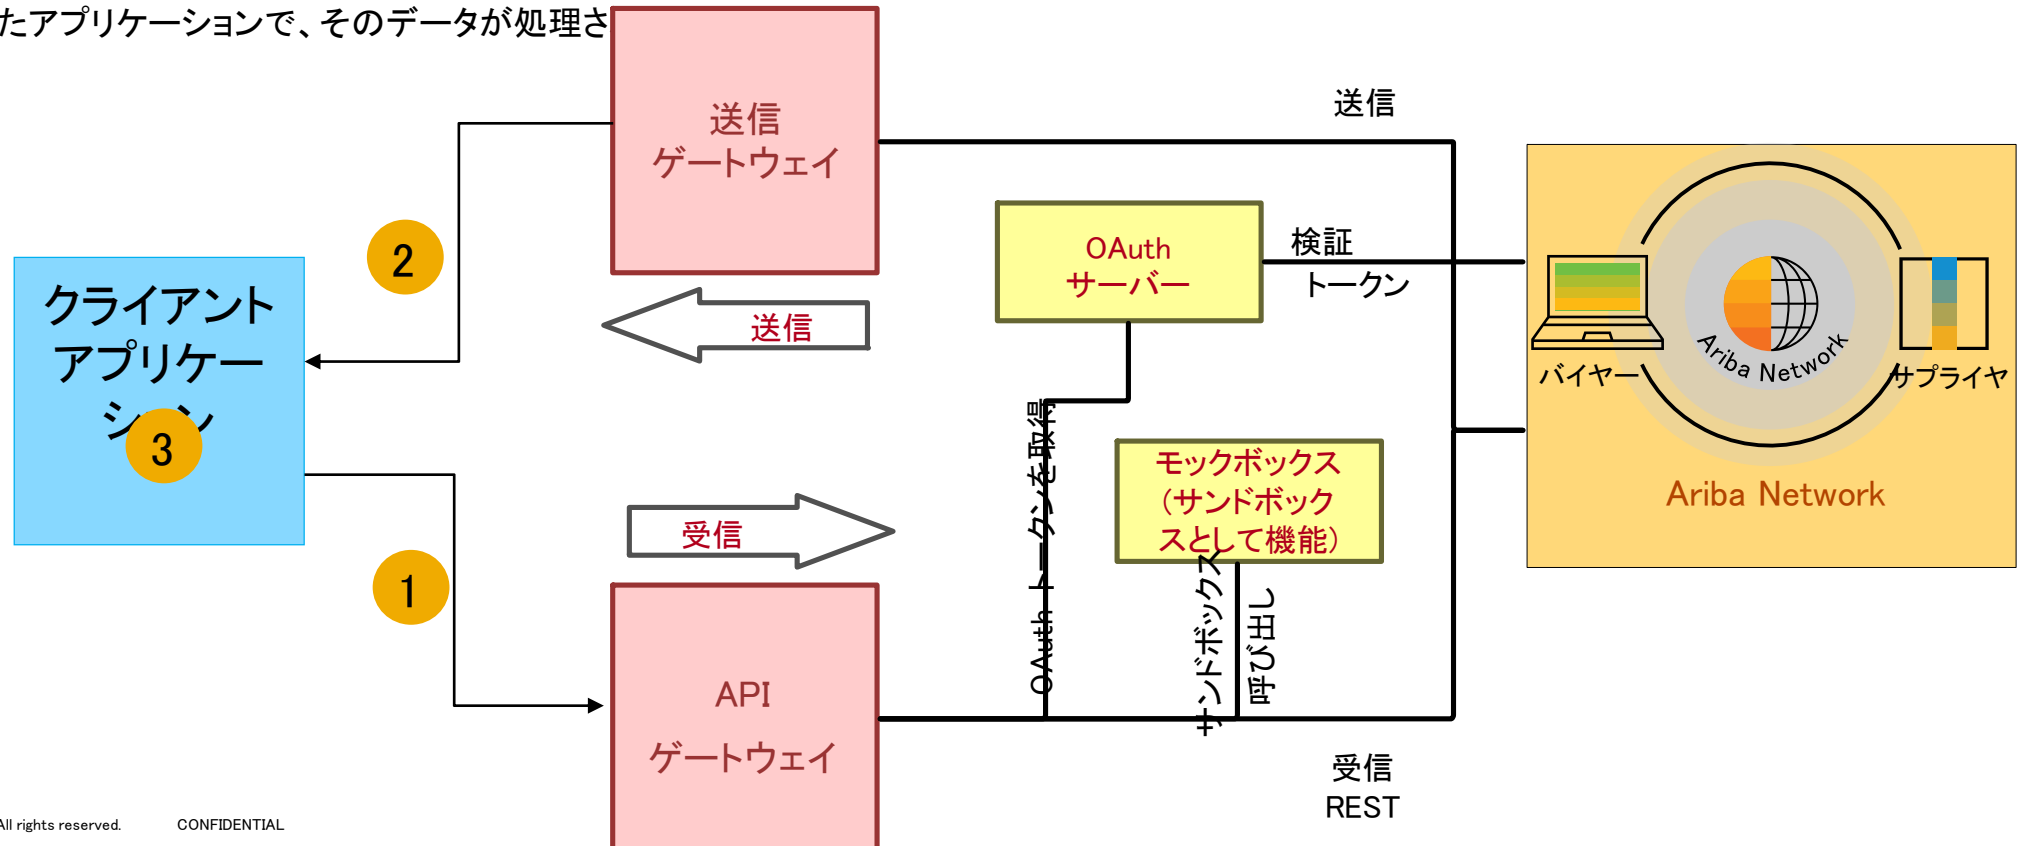 たアプリケーションで、そのデータが処理さ
送信
ゲートウェイ
送信
2
OAuth
サーバー
検証
トークン
クライアント
アプリケー
ション
3
送信
バイヤー
Ariba Network
サプライヤ
Ariba Network
OAuth トークンを取得
モックボックス
(サンドボック
スとして機能)
受信
サンドボックス
呼び出し
1
API
ゲートウェイ
受信
REST
All rights reserved.
CONFIDENTIAL